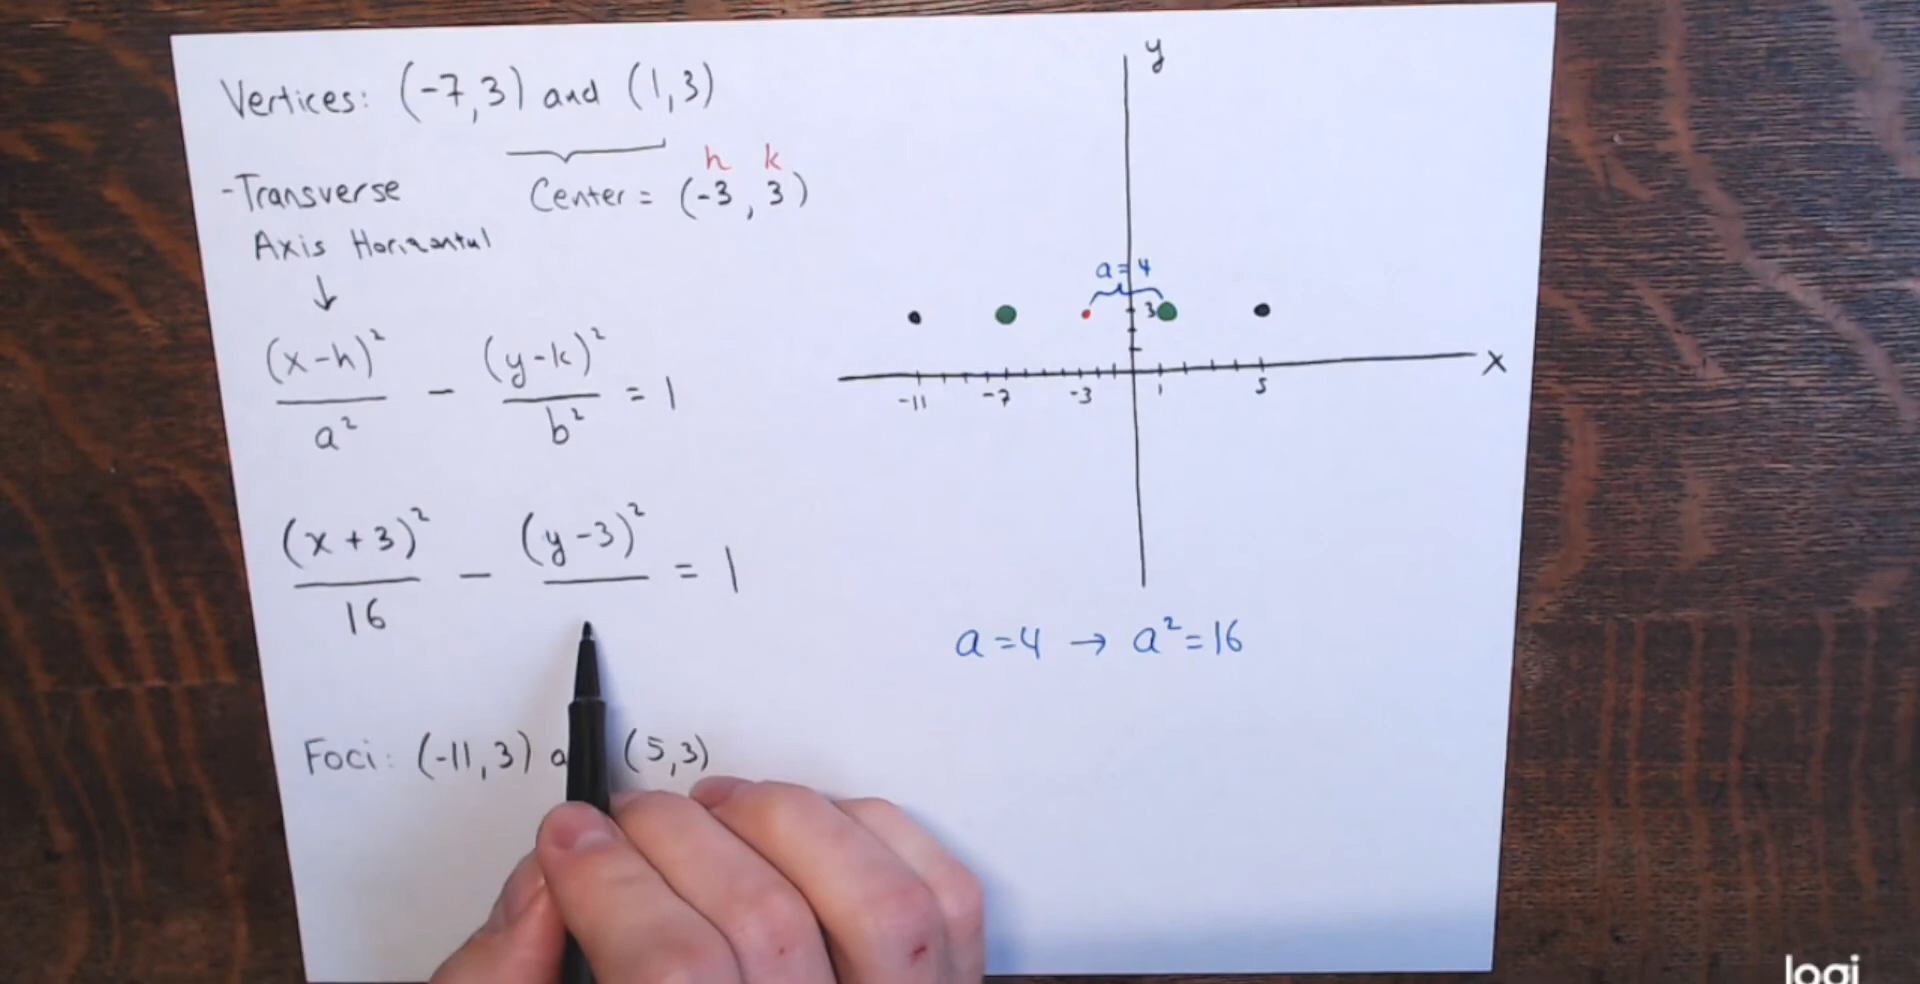 Vertices: (-7,3) and (1,3)
h k
-Transverse
Axis Horizontal
Center = (-3, 3)
↓
(x-h)² / a² - (y-k)² / b² = 1
(x+3)² / 16 - (y-3)² / = 1
Foci: (-11,3) a (5,3)
y
a=4
3
x
-11 -7 -3 1 5
a=4 → a²=16
logi